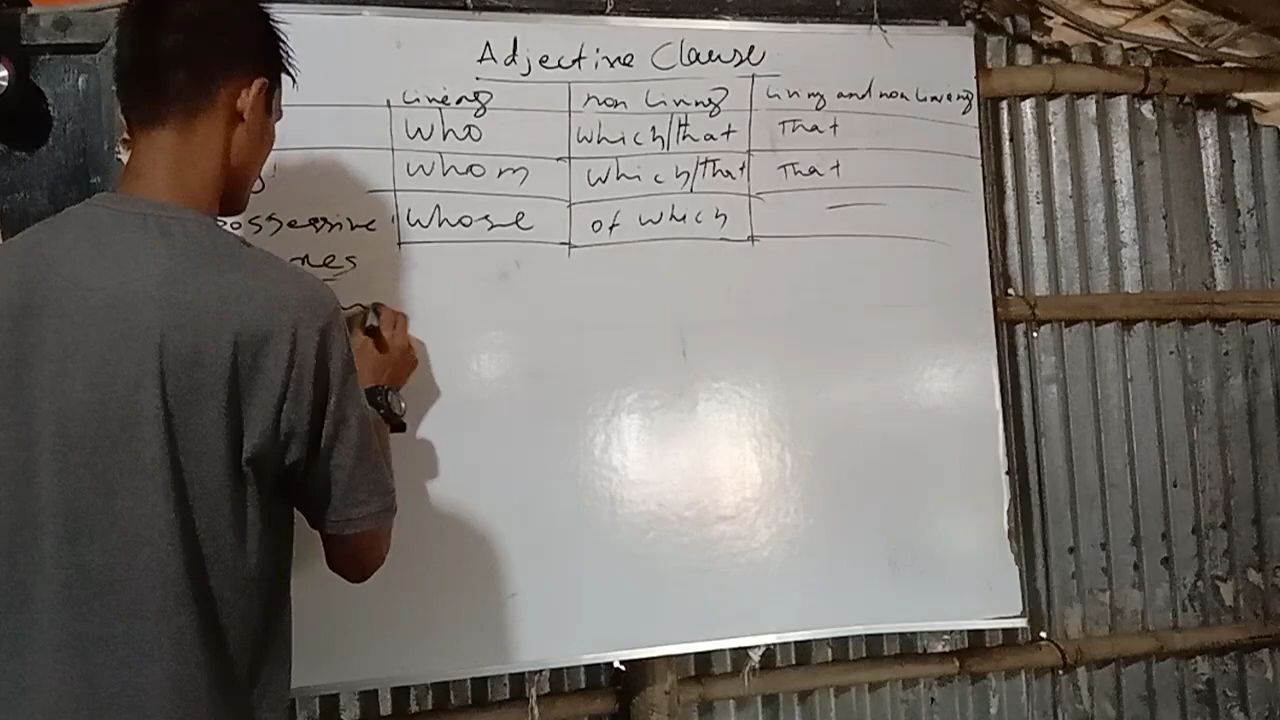 Adjective Clause
Living non Living Living and non Living
Who Which/That That
Whom Which/That That
Possessive Whose of which